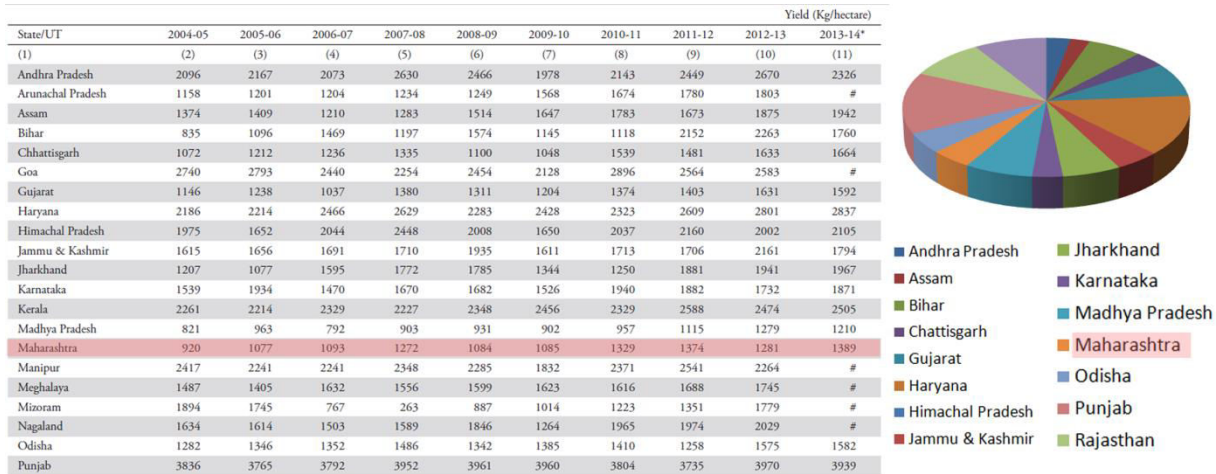 Yield (Kg/hectare)
State/UT 2004-05 2005-06 2006-07 2007-08 2008-09 2009-10 2010-11 2011-12 2012-13 2013-14*
(1) (2) (3) (4) (5) (6) (7) (8) (9) (10) (11)
Andhra Pradesh 2096 2167 2073 2630 2466 1978 2143 2449 2670 2326
Arunachal Pradesh 1158 1201 1204 1234 1249 1568 1674 1780 1803 #
Assam 1374 1409 1210 1283 1514 1647 1783 1673 1875 1942
Bihar 835 1096 1469 1197 1574 1145 1118 2152 2263 1760
Chhattisgarh 1072 1212 1236 1335 1100 1048 1539 1481 1633 1664
Goa 2740 2793 2440 2254 2454 2128 2896 2564 2583 #
Gujarat 1146 1238 1037 1380 1311 1204 1374 1403 1631 1592
Haryana 2186 2214 2466 2629 2283 2428 2323 2609 2801 2837
Himachal Pradesh 1975 1652 2044 2448 2008 1650 2037 2160 2002 2105
Jammu & Kashmir 1615 1656 1691 1710 1935 1611 1713 1706 2161 1794
Jharkhand 1207 1077 1595 1772 1785 1344 1250 1881 1941 1967
Karnataka 1539 1934 1470 1670 1682 1526 1940 1882 1732 1871
Kerala 2261 2214 2329 2227 2348 2456 2329 2588 2474 2505
Madhya Pradesh 821 963 792 903 931 902 957 1115 1279 1210
Maharashtra 920 1077 1093 1272 1084 1085 1329 1374 1281 1389
Manipur 2417 2241 2241 2348 2285 1832 2371 2541 2264 #
Meghalaya 1487 1405 1632 1556 1599 1623 1616 1688 1745 #
Mizoram 1894 1745 767 263 887 1014 1223 1351 1779 #
Nagaland 1634 1614 1503 1589 1846 1264 1965 1974 2029 #
Odisha 1282 1346 1352 1486 1342 1385 1410 1258 1575 1582
Punjab 3836 3765 3792 3952 3961 3960 3804 3735 3970 3939
Andhra Pradesh
Assam
Bihar
Chattisgarh
Gujarat
Haryana
Himachal Pradesh
Jammu & Kashmir
Jharkhand
Karnataka
Madhya Pradesh
Maharashtra
Odisha
Punjab
Rajasthan